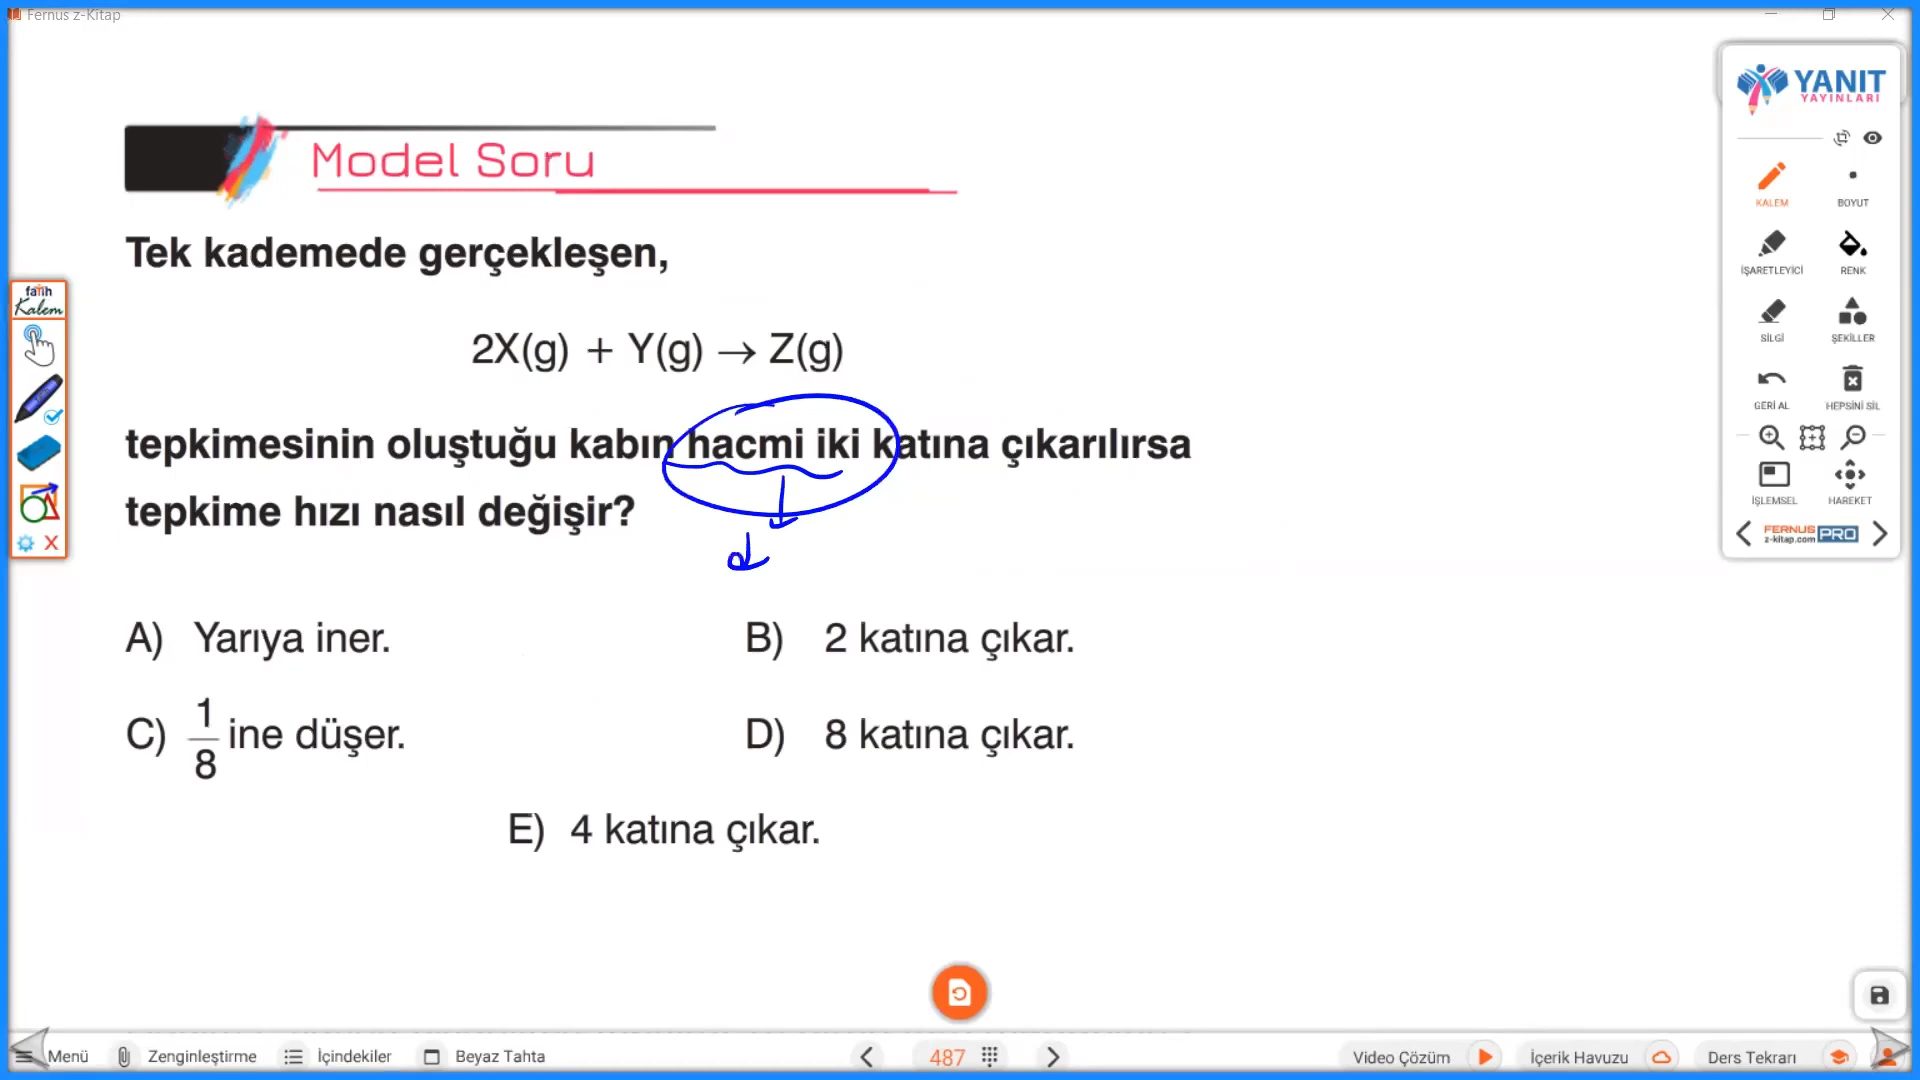 Fernus z-Kitap
YANIT
YAYINLARI
Model Soru
Tek kademede gerçekleşen,
2X(g) + Y(g) → Z(g)
tepkimesinin oluştuğu kabın hacmi iki katına çıkarılırsa
tepkime hızı nasıl değişir?
A) Yarıya iner.
B) 2 katına çıkar.
C) 1/8 ine düşer.
D) 8 katına çıkar.
E) 4 katına çıkar.
fatih
Kalem
X
KALEM
BOYUT
İŞARETLEYİCİ
RENK
SİLGİ
ŞEKİLLER
GERİ AL
HEPSİNİ SİL
İŞLEMSEL
HAREKET
FERNUS
z-kitap.com PRO
Menü
Zenginleştirme
İçindekiler
Beyaz Tahta
487
Video Çözüm
İçerik Havuzu
Ders Tekrarı